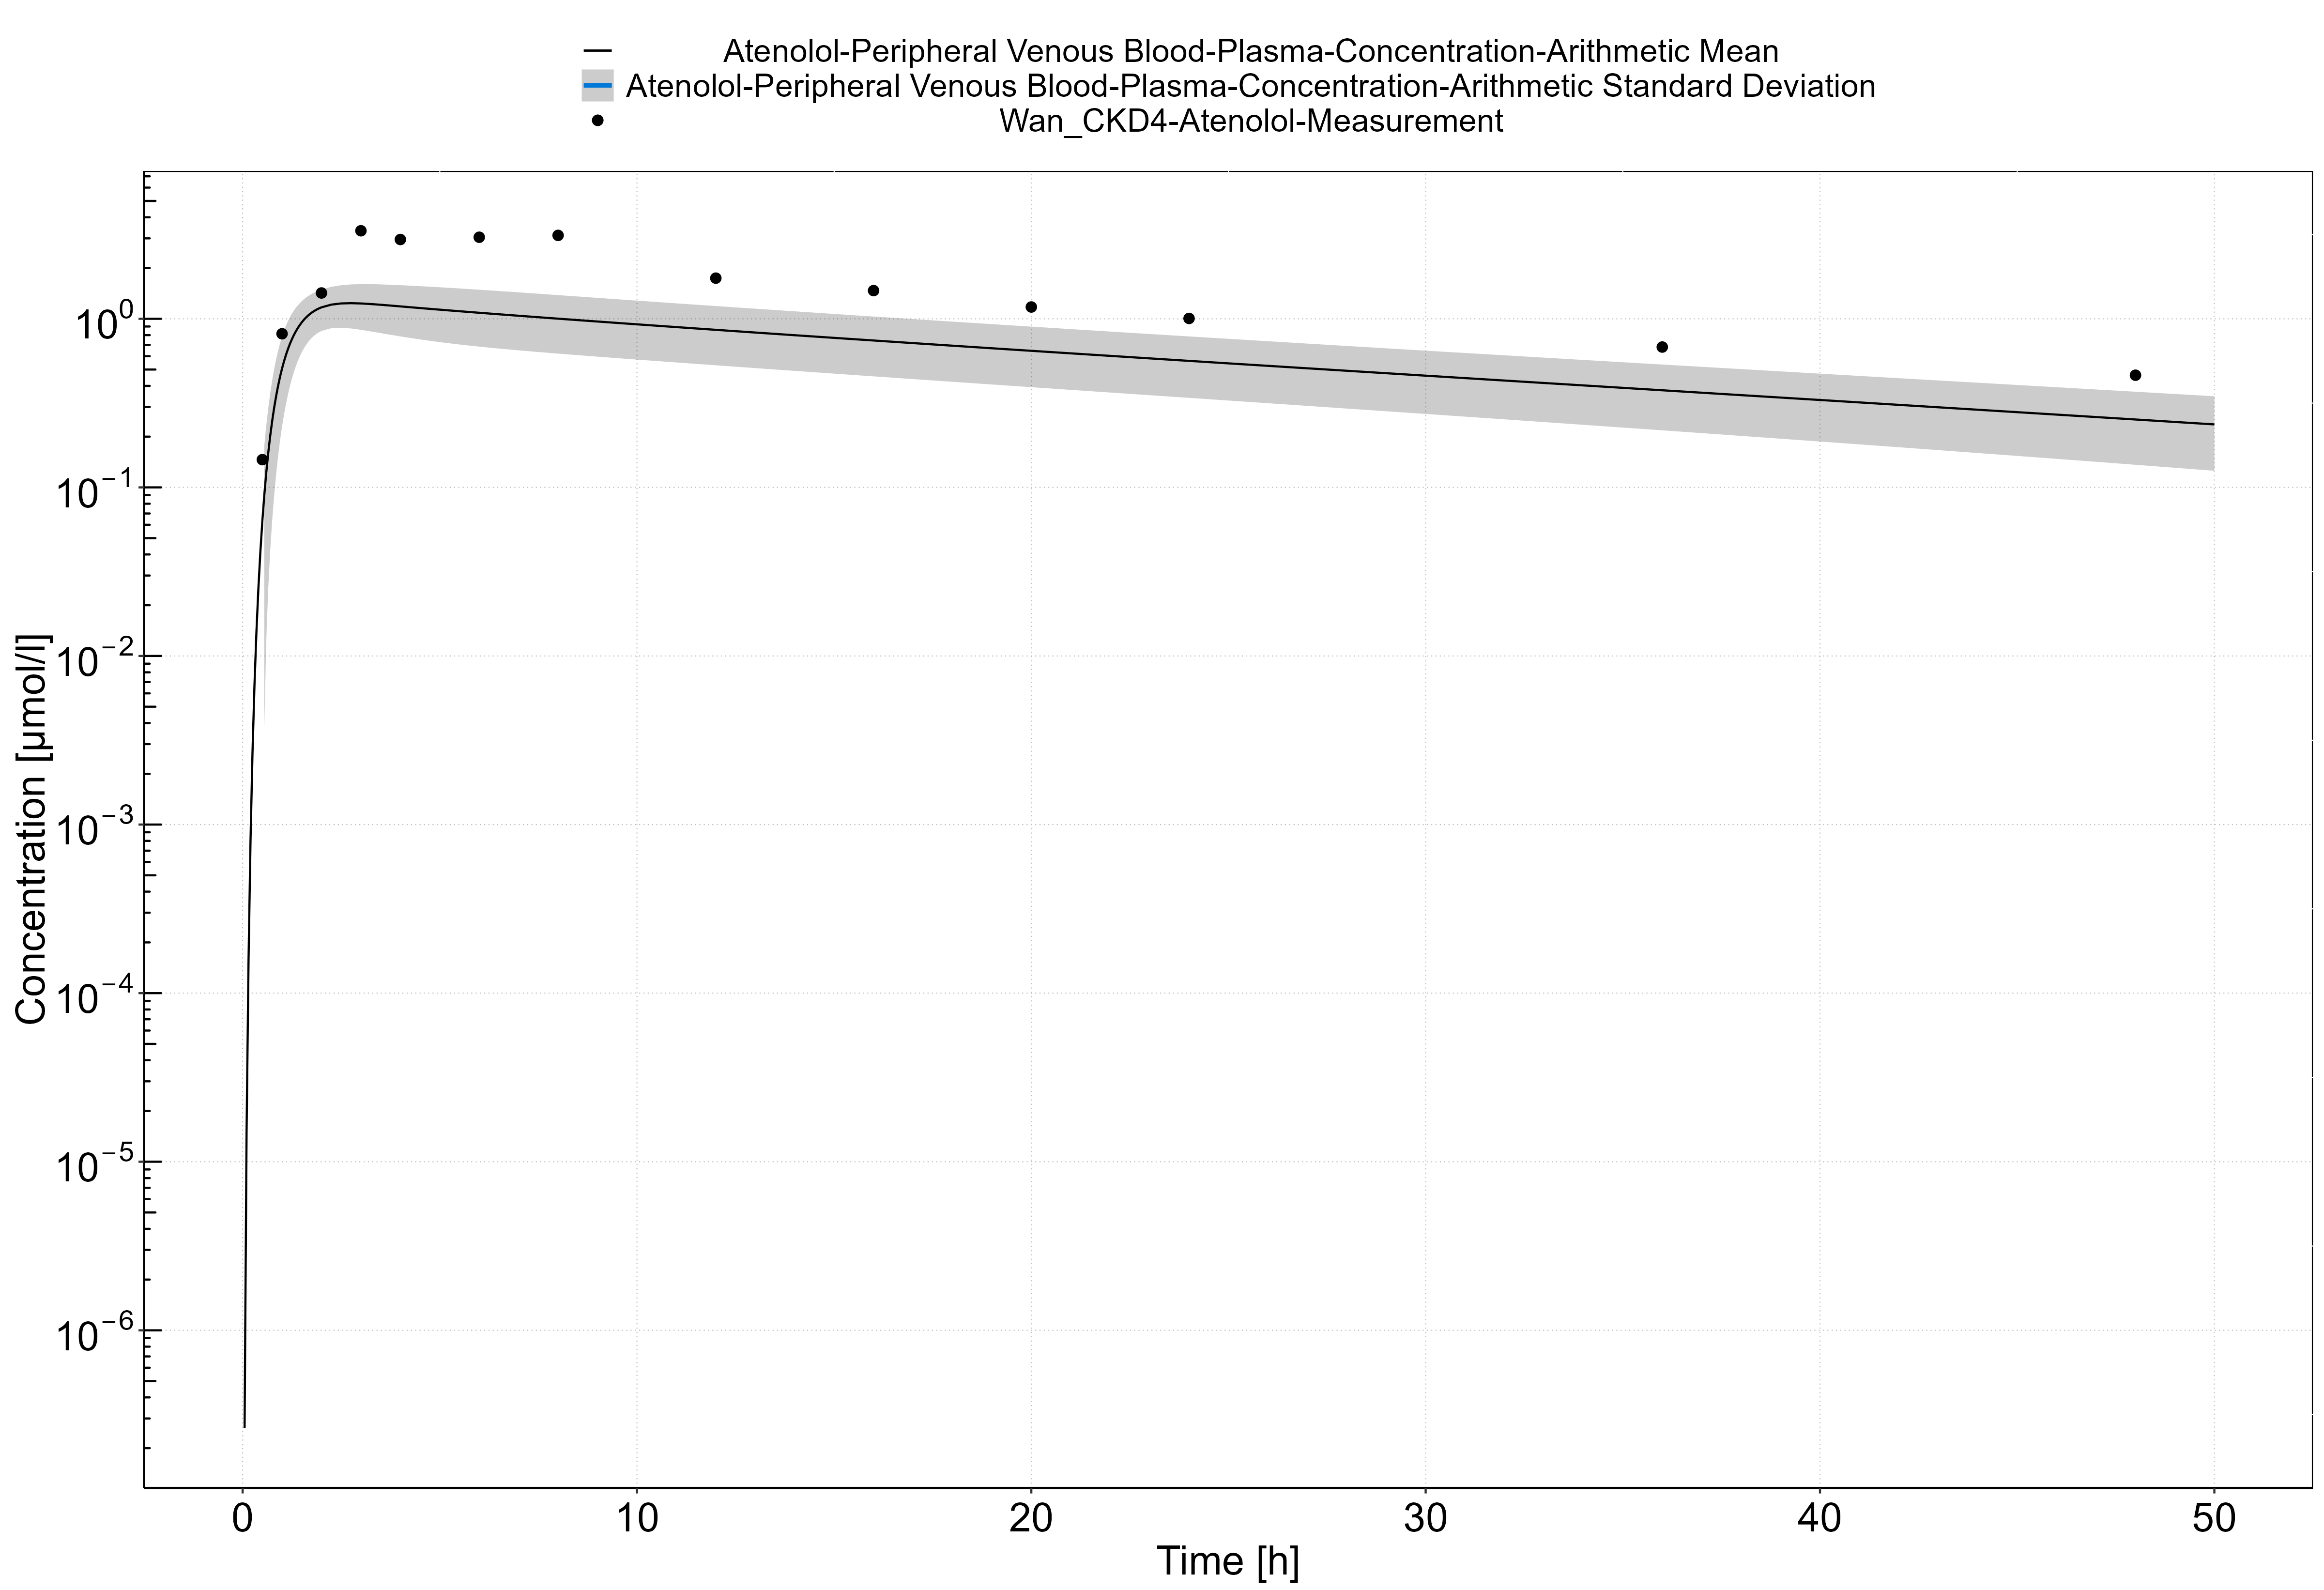 Atenolol-Peripheral Venous Blood-Plasma-Concentration-Arithmetic Mean
Atenolol-Peripheral Venous Blood-Plasma-Concentration-Arithmetic Standard Deviation
Wan_CKD4-Atenolol-Measurement
Concentration [µmol/l]
10⁰
10⁻¹
10⁻²
10⁻³
10⁻⁴
10⁻⁵
10⁻⁶
0 10 20 30 40 50
Time [h]